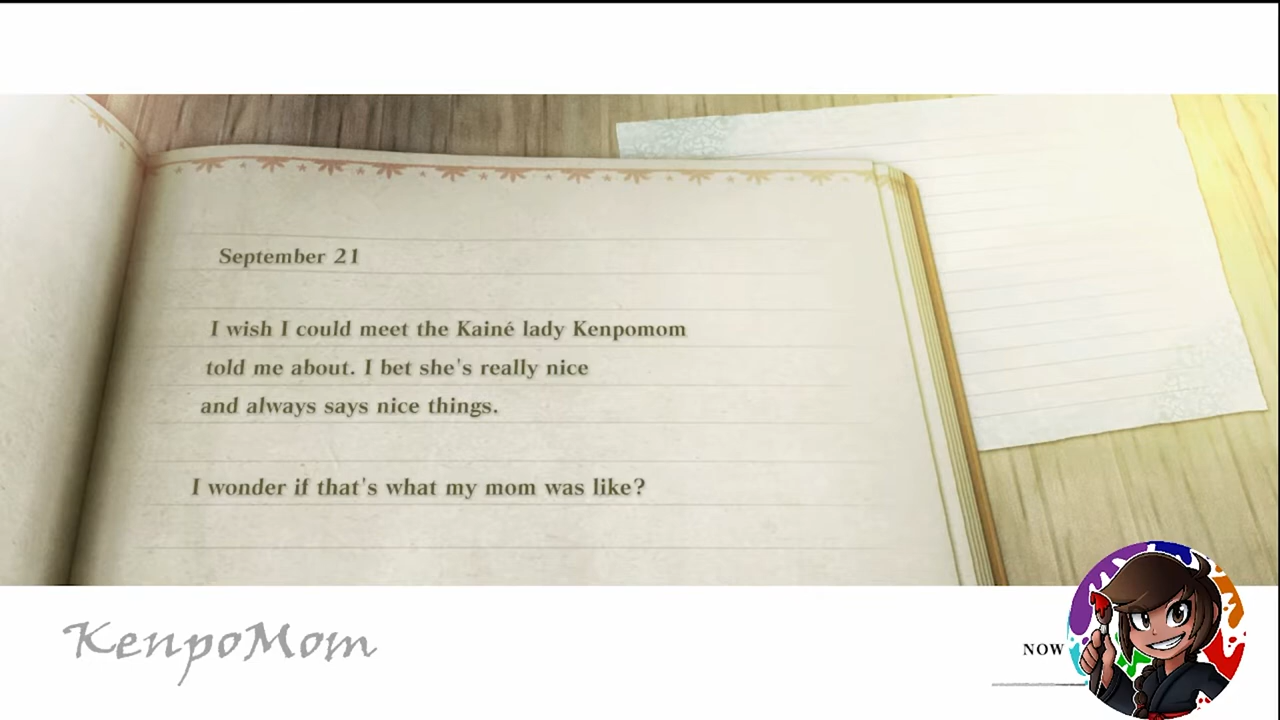 September 21
I wish I could meet the Kainé lady Kenpomom
told me about. I bet she's really nice
and always says nice things.
I wonder if that's what my mom was like?
KenpoMom
NOW